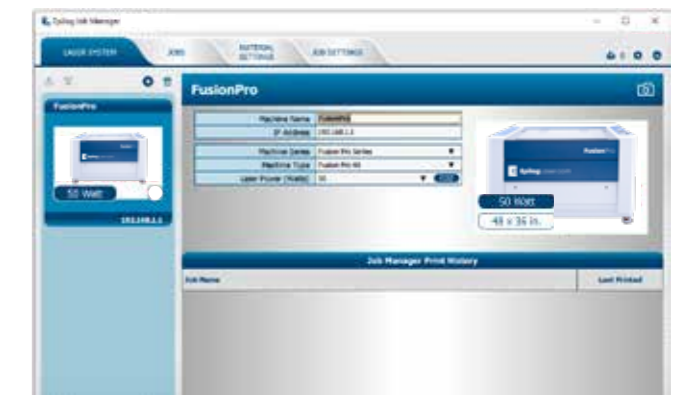 Epilog Job Manager
LASER SYSTEM
JOBS
MATERIAL SETTINGS
JOB SETTINGS
FusionPro
50 Watt
192.168.1.1
FusionPro
Machine Name FusionPro
IP Address 192.168.1.1
Machine Series Fusion Pro Series
Machine Type Fusion Pro 48
Laser Power (Watts) 50
Epilog
50 Watt
48 x 36 in.
Job Manager Print History
Job Name
Last Printed